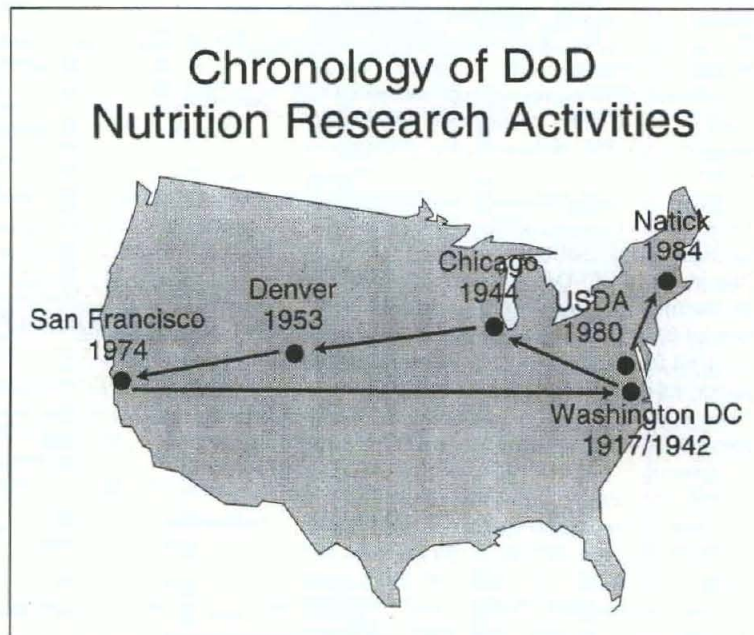 Chronology of DoD
Nutrition Research Activities
Natick
1984
Chicago
1944
USDA
1980
Denver
1953
San Francisco
1974
Washington DC
1917/1942